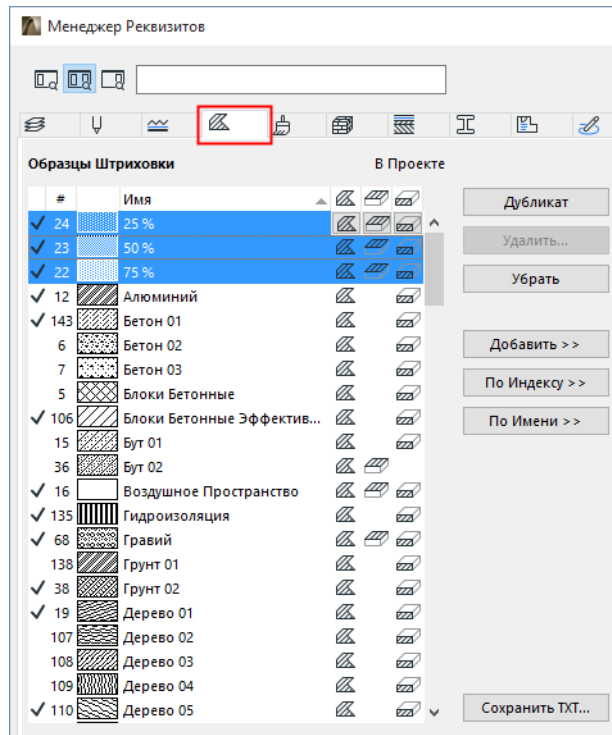 Менеджер Реквизитов
Образцы Штриховки В Проекте
# Имя
24 25 %
23 50 %
22 75 %
12 Алюминий
143 Бетон 01
6 Бетон 02
7 Бетон 03
5 Блоки Бетонные
106 Блоки Бетонные Эффектив...
15 Бут 01
36 Бут 02
16 Воздушное Пространство
135 Гидроизоляция
68 Гравий
138 Грунт 01
38 Грунт 02
19 Дерево 01
107 Дерево 02
108 Дерево 03
109 Дерево 04
110 Дерево 05
Дубликат
Удалить...
Убрать
Добавить >>
По Индексу >>
По Имени >>
Сохранить TXT...